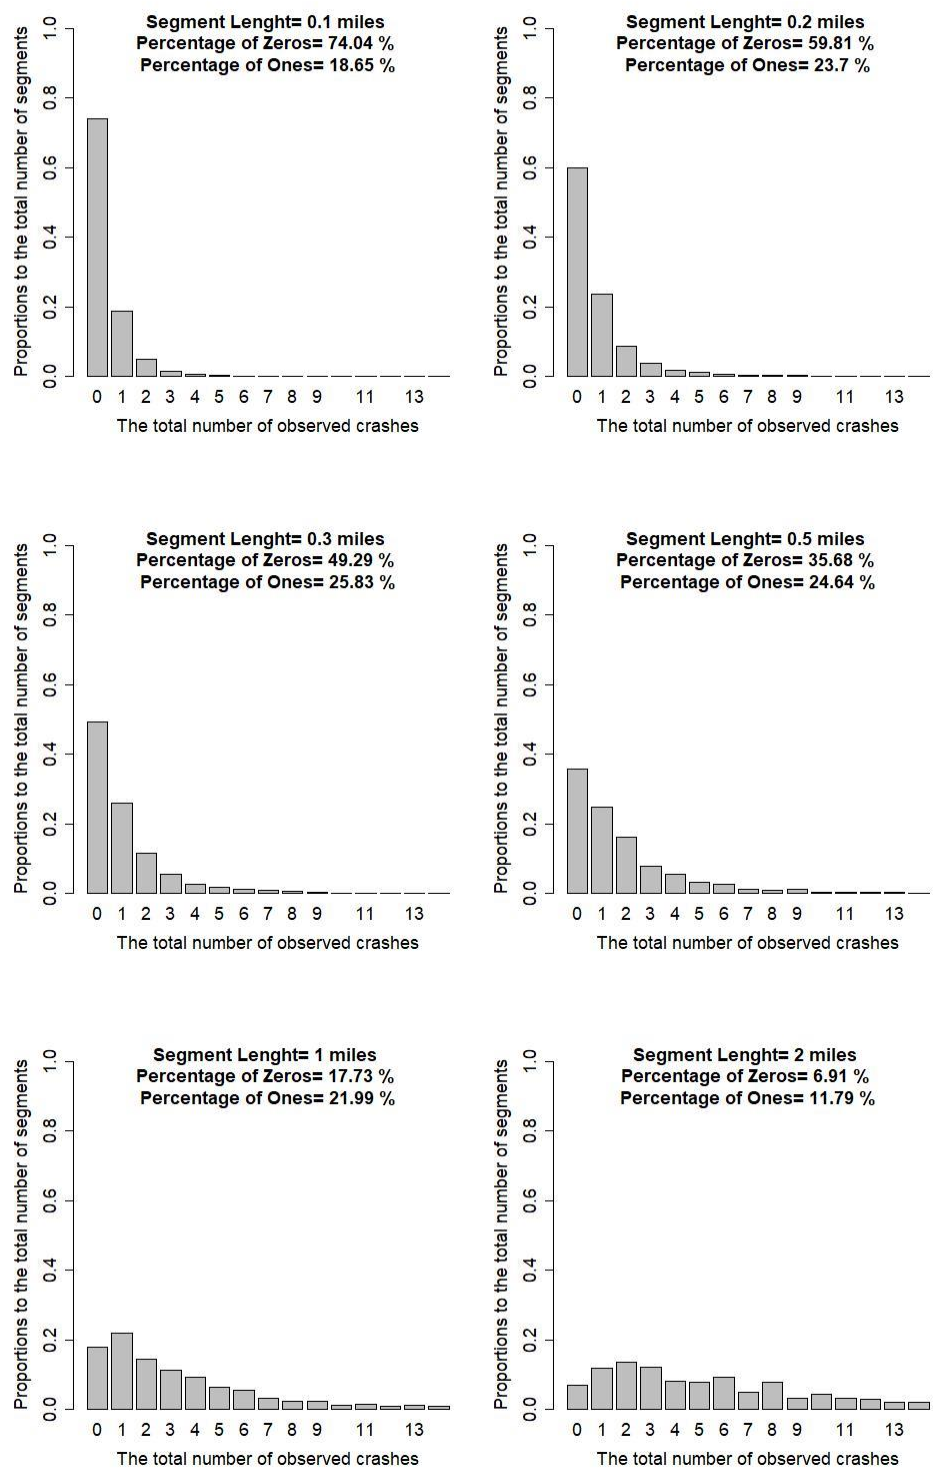 Segment Lenght= 0.1 miles
Percentage of Zeros= 74.04 %
Percentage of Ones= 18.65 %
Proportions to the total number of segments
1.0
0.8
0.6
0.4
0.2
0.0
0 1 2 3 4 5 6 7 8 9 11 13
The total number of observed crashes
Segment Lenght= 0.2 miles
Percentage of Zeros= 59.81 %
Percentage of Ones= 23.7 %
Proportions to the total number of segments
1.0
0.8
0.6
0.4
0.2
0.0
0 1 2 3 4 5 6 7 8 9 11 13
The total number of observed crashes
Segment Lenght= 0.3 miles
Percentage of Zeros= 49.29 %
Percentage of Ones= 25.83 %
Proportions to the total number of segments
1.0
0.8
0.6
0.4
0.2
0.0
0 1 2 3 4 5 6 7 8 9 11 13
The total number of observed crashes
Segment Lenght= 0.5 miles
Percentage of Zeros= 35.68 %
Percentage of Ones= 24.64 %
Proportions to the total number of segments
1.0
0.8
0.6
0.4
0.2
0.0
0 1 2 3 4 5 6 7 8 9 11 13
The total number of observed crashes
Segment Lenght= 1 miles
Percentage of Zeros= 17.73 %
Percentage of Ones= 21.99 %
Proportions to the total number of segments
1.0
0.8
0.6
0.4
0.2
0.0
0 1 2 3 4 5 6 7 8 9 11 13
The total number of observed crashes
Segment Lenght= 2 miles
Percentage of Zeros= 6.91 %
Percentage of Ones= 11.79 %
Proportions to the total number of segments
1.0
0.8
0.6
0.4
0.2
0.0
0 1 2 3 4 5 6 7 8 9 11 13
The total number of observed crashes